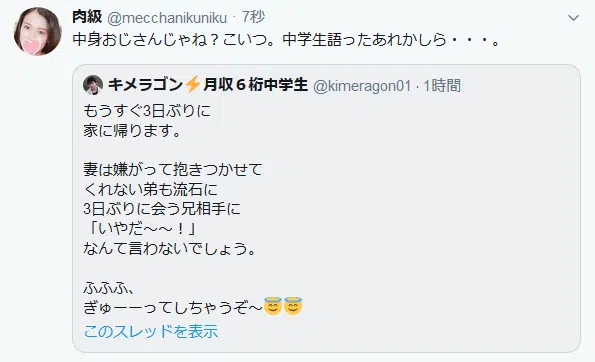 肉級 @mecchanikuniku · 7秒
中身おじさんじゃね？こいつ。中学生語ったあれかしら・・・。
キメラゴン⚡月収６桁中学生 @kimeragon01 · 1時間
もうすぐ3日ぶりに
家に帰ります。
妻は嫌がって抱きつかせて
くれない弟も流石に
3日ぶりに会う兄相手に
「いやだ〜〜！」
なんて言わないでしょう。
ふふふ、
ぎゅーーってしちゃうぞ〜😇😇
このスレッドを表示